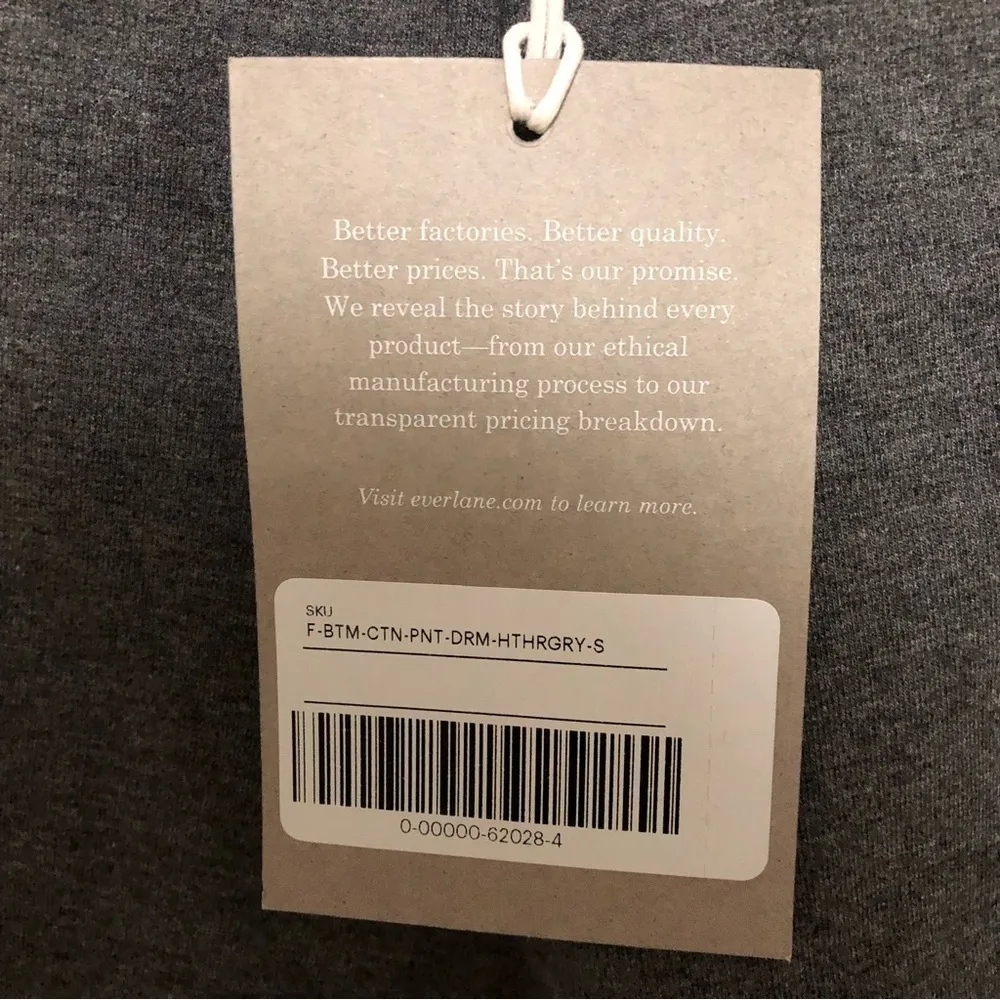 Better factories. Better quality.
Better prices. That's our promise.
We reveal the story behind every
product—from our ethical
manufacturing process to our
transparent pricing breakdown.
Visit everlane.com to learn more.
SKU
F-BTM-CTN-PNT-DRM-HTHRGRY-S
0-00000-62028-4